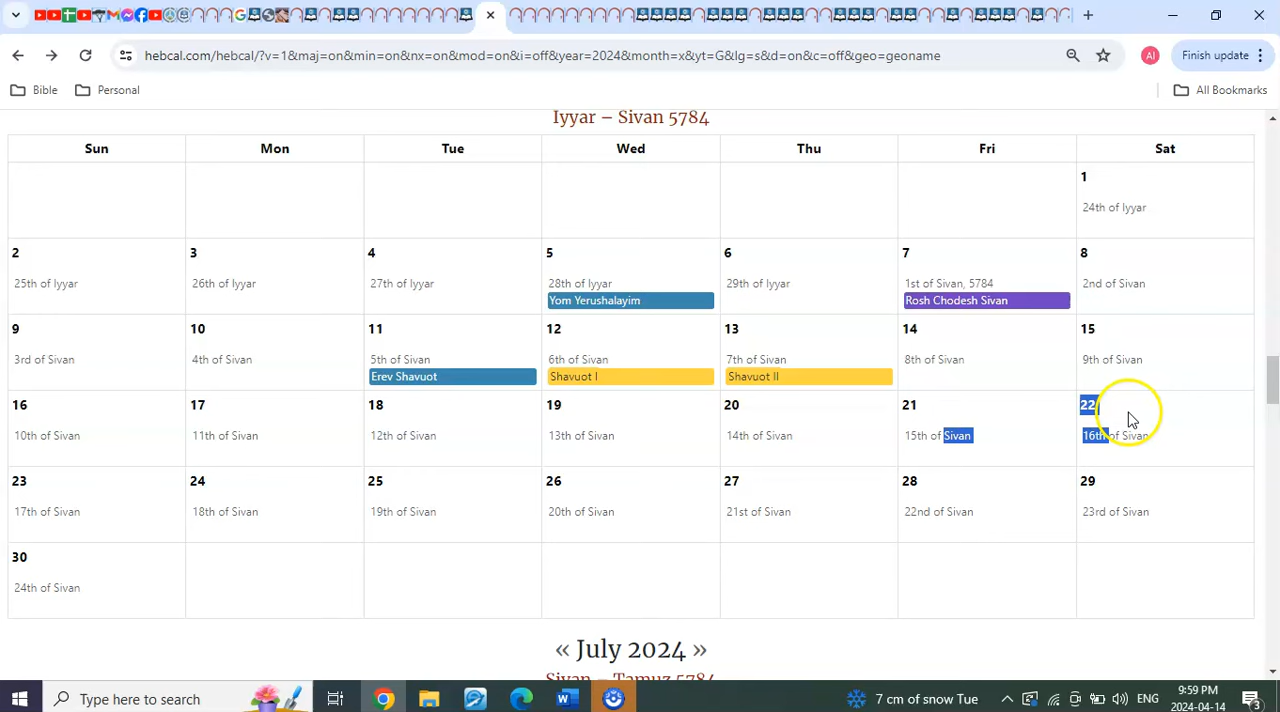 hebcal.com/hebcal/?v=1&maj=on&min=on&nx=on&mod=on&i=off&year=2024&month=x&yt=G&lg=s&d=on&c=off&geo=geoname
AI
Finish update
Bible
Personal
All Bookmarks
Iyyar – Sivan 5784
Sun Mon Tue Wed Thu Fri Sat
1
24th of Iyyar
2 3 4 5 6 7 8
25th of Iyyar 26th of Iyyar 27th of Iyyar 28th of Iyyar 29th of Iyyar 1st of Sivan, 5784 2nd of Sivan
Yom Yerushalayim Rosh Chodesh Sivan
9 10 11 12 13 14 15
3rd of Sivan 4th of Sivan 5th of Sivan 6th of Sivan 7th of Sivan 8th of Sivan 9th of Sivan
Erev Shavuot Shavuot I Shavuot II
16 17 18 19 20 21 22
10th of Sivan 11th of Sivan 12th of Sivan 13th of Sivan 14th of Sivan 15th of Sivan 16th of Sivan
23 24 25 26 27 28 29
17th of Sivan 18th of Sivan 19th of Sivan 20th of Sivan 21st of Sivan 22nd of Sivan 23rd of Sivan
30
24th of Sivan
« July 2024 »
Sivan – Tamuz 5784
Type here to search
7 cm of snow Tue
ENG
9:59 PM
2024-04-14
3